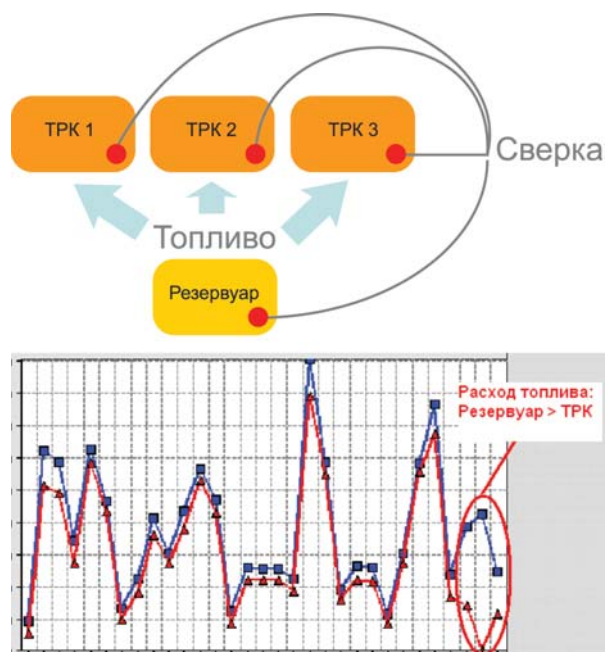 ТРК 1
ТРК 2
ТРК 3
Сверка
Топливо
Резервуар
Расход топлива:
Резервуар > ТРК